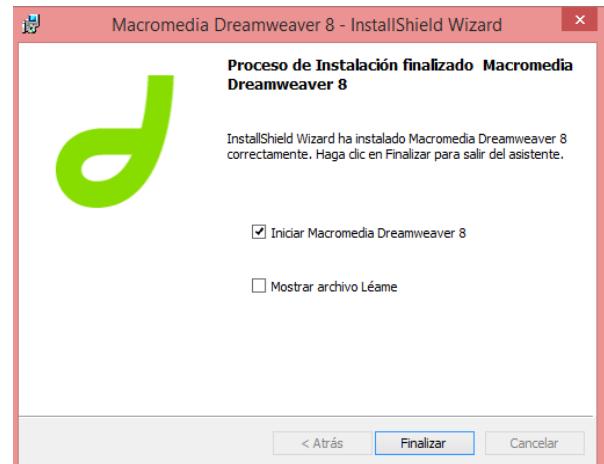 Macromedia Dreamweaver 8 - InstallShield Wizard
Proceso de Instalación finalizado Macromedia
Dreamweaver 8
InstallShield Wizard ha instalado Macromedia Dreamweaver 8
correctamente. Haga clic en Finalizar para salir del asistente.
Iniciar Macromedia Dreamweaver 8
Mostrar archivo Léame
< Atrás Finalizar Cancelar